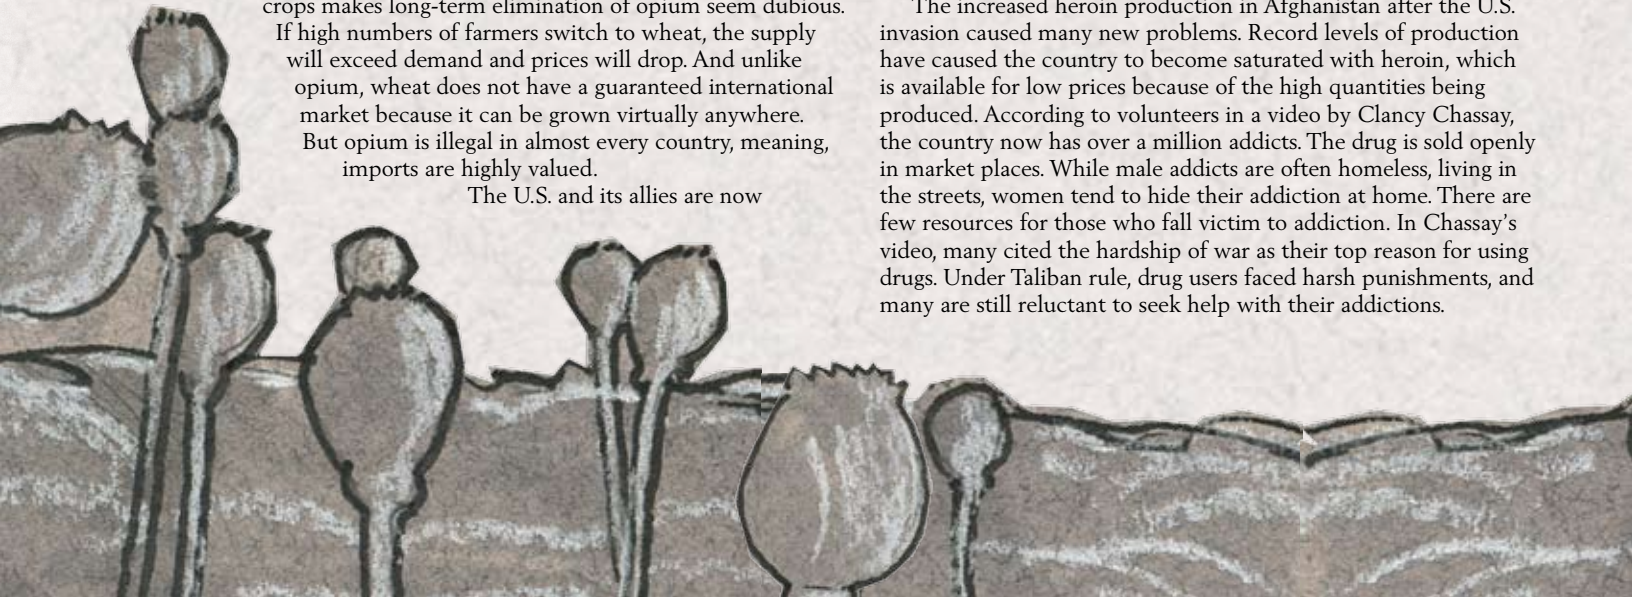 crops makes long-term elimination of opium seem dubious.
If high numbers of farmers switch to wheat, the supply
will exceed demand and prices will drop. And unlike
opium, wheat does not have a guaranteed international
market because it can be grown virtually anywhere.
But opium is illegal in almost every country, meaning,
imports are highly valued.
The U.S. and its allies are now
The increased heroin production in Afghanistan after the U.S.
invasion caused many new problems. Record levels of production
have caused the country to become saturated with heroin, which
is available for low prices because of the high quantities being
produced. According to volunteers in a video by Clancy Chassay,
the country now has over a million addicts. The drug is sold openly
in market places. While male addicts are often homeless, living in
the streets, women tend to hide their addiction at home. There are
few resources for those who fall victim to addiction. In Chassay’s
video, many cited the hardship of war as their top reason for using
drugs. Under Taliban rule, drug users faced harsh punishments, and
many are still reluctant to seek help with their addictions.